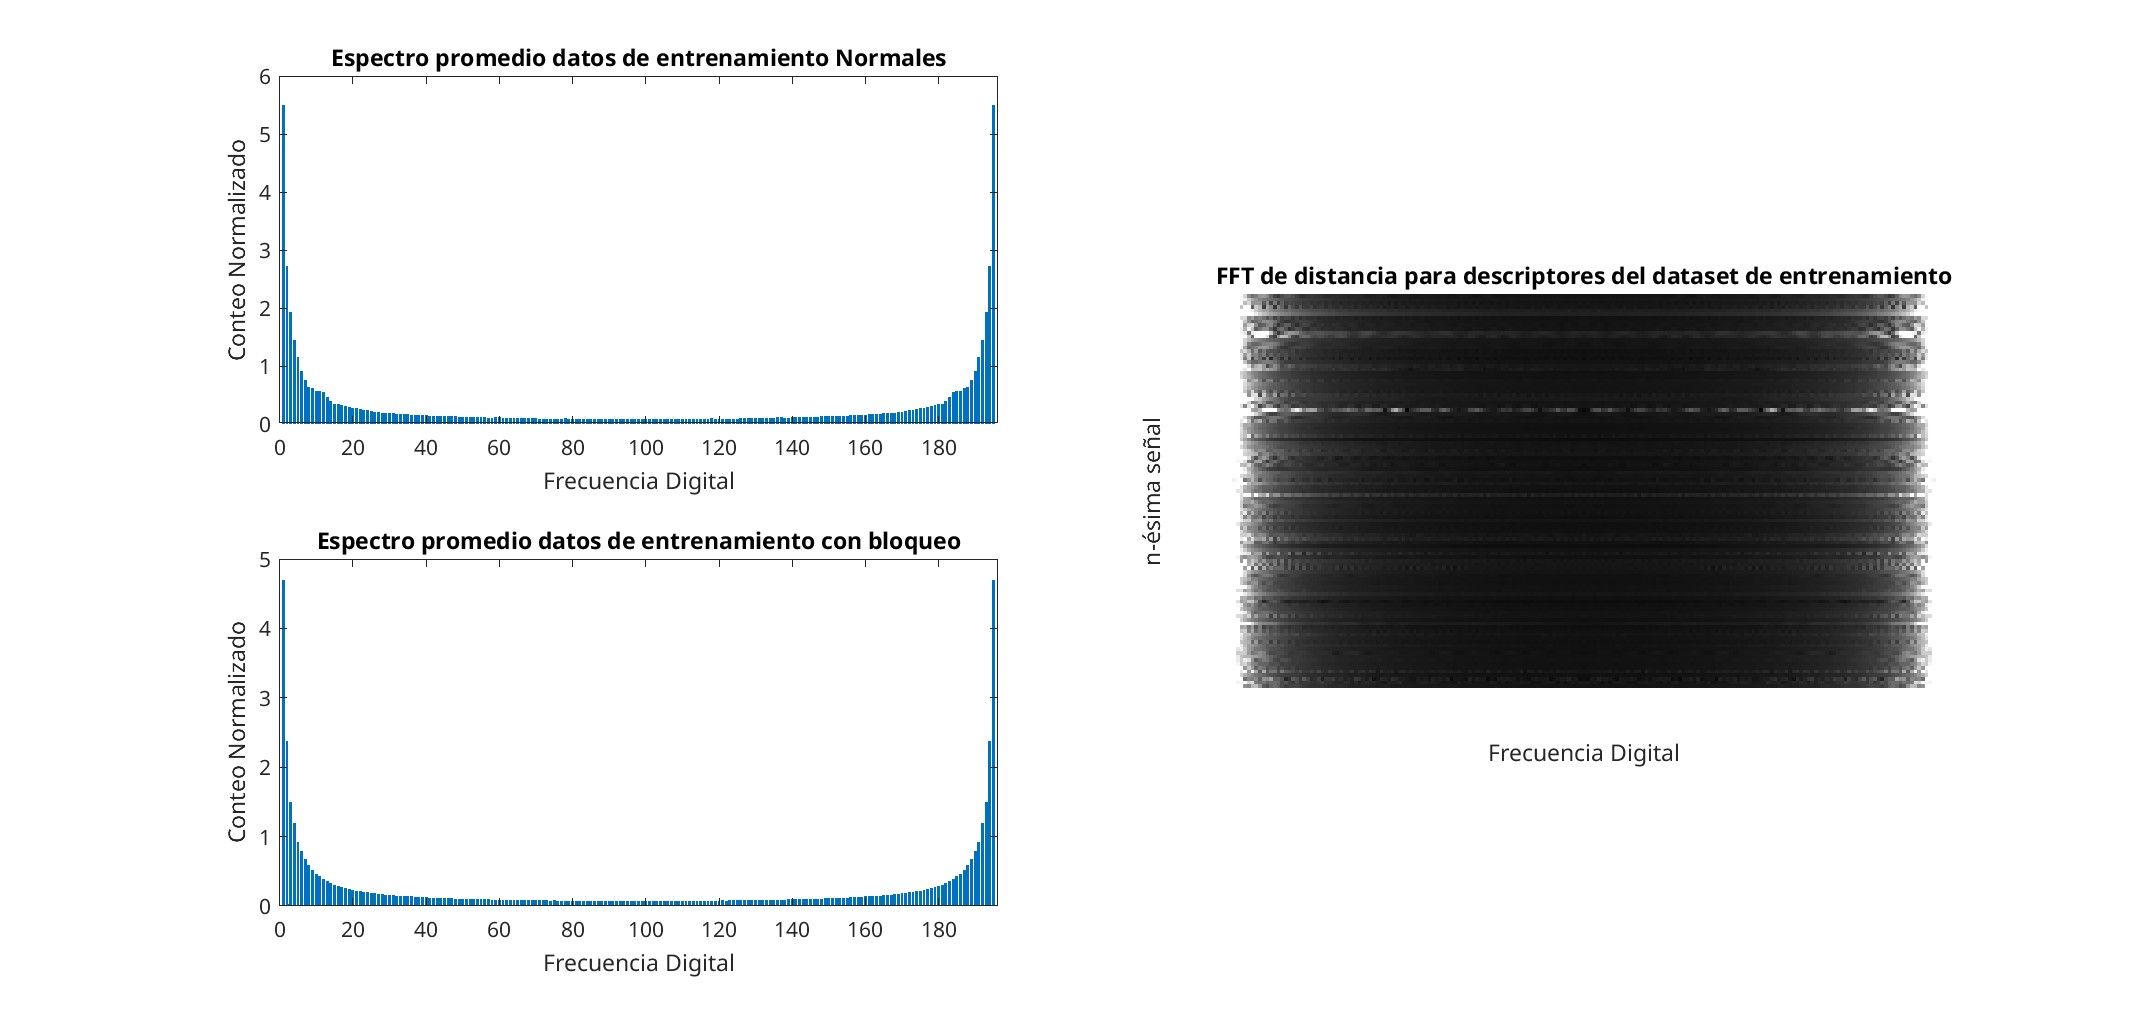 Espectro promedio datos de entrenamiento Normales
6
5
4
3
2
1
0
Conteo Normalizado
0 20 40 60 80 100 120 140 160 180
Frecuencia Digital
Espectro promedio datos de entrenamiento con bloqueo
5
4
3
2
1
0
Conteo Normalizado
0 20 40 60 80 100 120 140 160 180
Frecuencia Digital
FFT de distancia para descriptores del dataset de entrenamiento
n-ésima señal
Frecuencia Digital